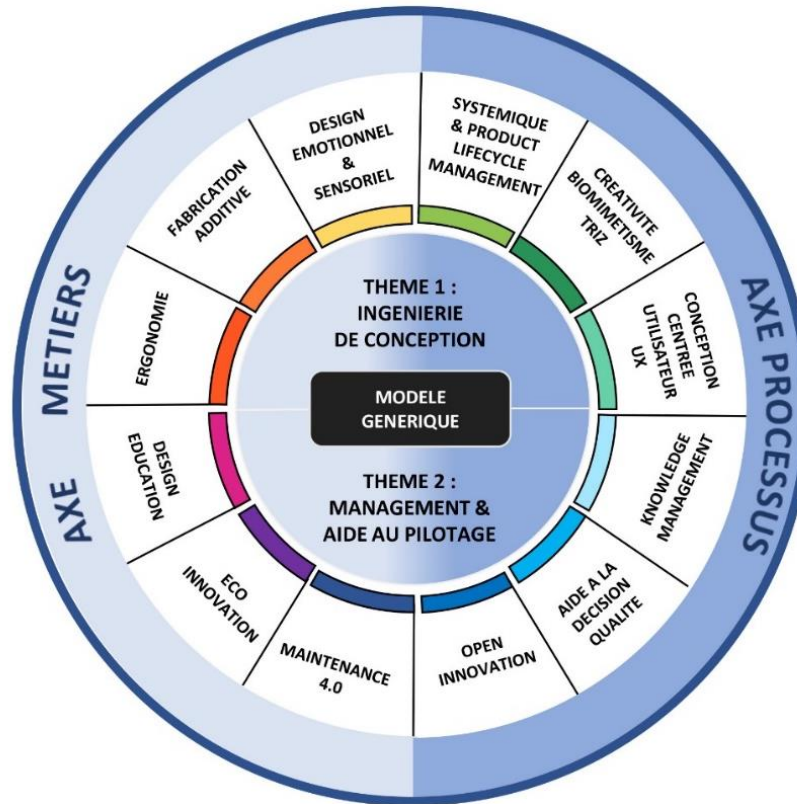 AXE METIERS
AXE PROCESSUS
DESIGN
EMOTIONNEL
&
SENSORIEL
SYSTEMIQUE
& PRODUCT
LIFECYCLE
MANAGEMENT
CREATIVITE
BIOMIMETISME
TRIZ
CONCEPTION
CENTREE
UTILISATEUR
UX
KNOWLEDGE
MANAGEMENT
AIDE A LA
DECISION
QUALITE
OPEN
INNOVATION
MAINTENANCE
4.0
ECO
INNOVATION
DESIGN
EDUCATION
ERGONOMIE
FABRICATION
ADDITIVE
THEME 1 :
INGENIERIE
DE CONCEPTION
MODELE
GENERIQUE
THEME 2 :
MANAGEMENT &
AIDE AU PILOTAGE